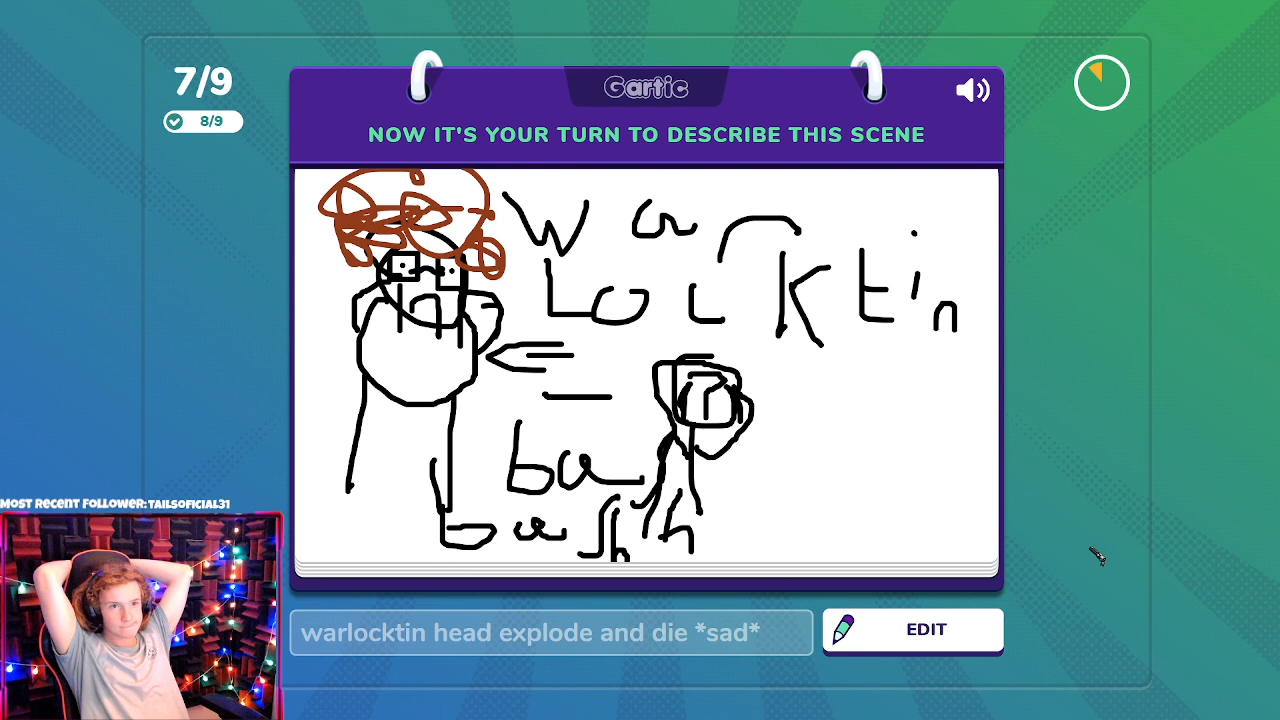 7/9
8/9
Gartic
NOW IT'S YOUR TURN TO DESCRIBE THIS SCENE
War
Locktin
ba
bash
MOST RECENT FOLLOWER: TAILSOFICIAL31
warlocktin head explode and die *sad*
EDIT